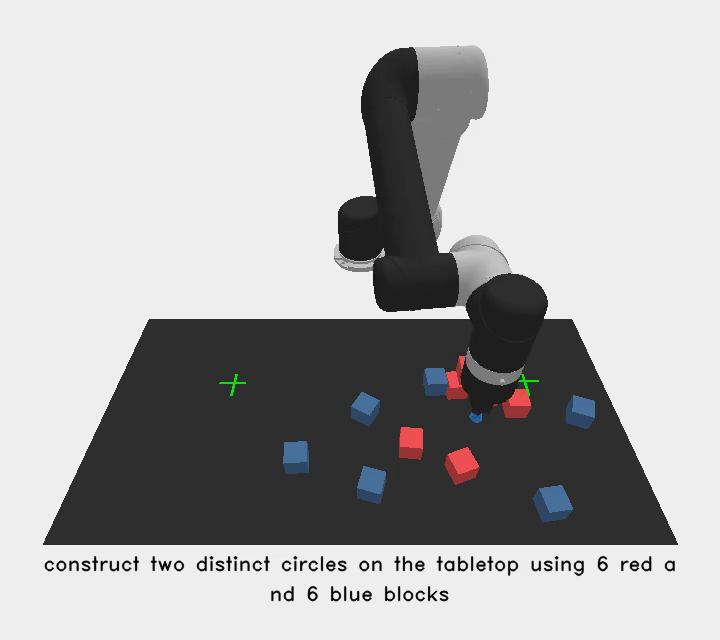 construct two distinct circles on the tabletop using 6 red a
nd 6 blue blocks